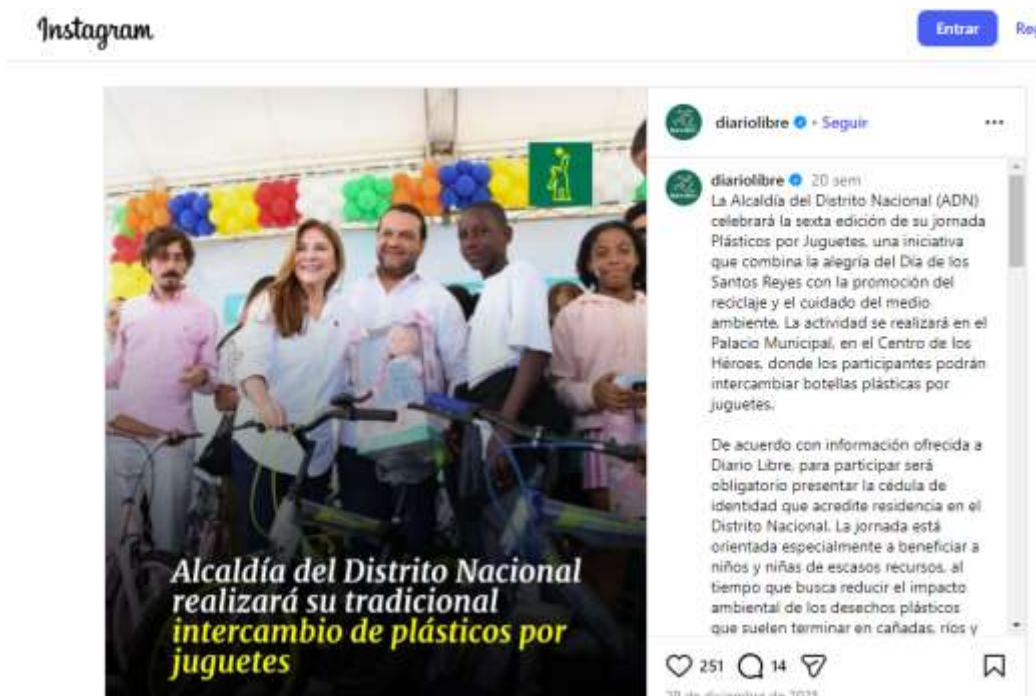 Instagram
Entrar
diariolibre • Seguir
diariolibre 20 sem
La Alcaldía del Distrito Nacional (ADN)
celebrará la sexta edición de su jornada
Plásticos por Juguetes, una iniciativa
que combina la alegría del Día de los
Santos Reyes con la promoción del
reciclaje y el cuidado del medio
ambiente. La actividad se realizará en el
Palacio Municipal, en el Centro de los
Héroes, donde los participantes podrán
intercambiar botellas plásticas por
juguetes.
De acuerdo con información ofrecida a
Diario Libre, para participar será
obligatorio presentar la cédula de
identidad que acredite residencia en el
Distrito Nacional. La jornada está
orientada especialmente a beneficiar a
niños y niñas de escasos recursos, al
tiempo que busca reducir el impacto
ambiental de los desechos plásticos
que suelen terminar en cañadas, ríos y
Alcaldía del Distrito Nacional
realizará su tradicional
intercambio de plásticos por
juguetes
251 14